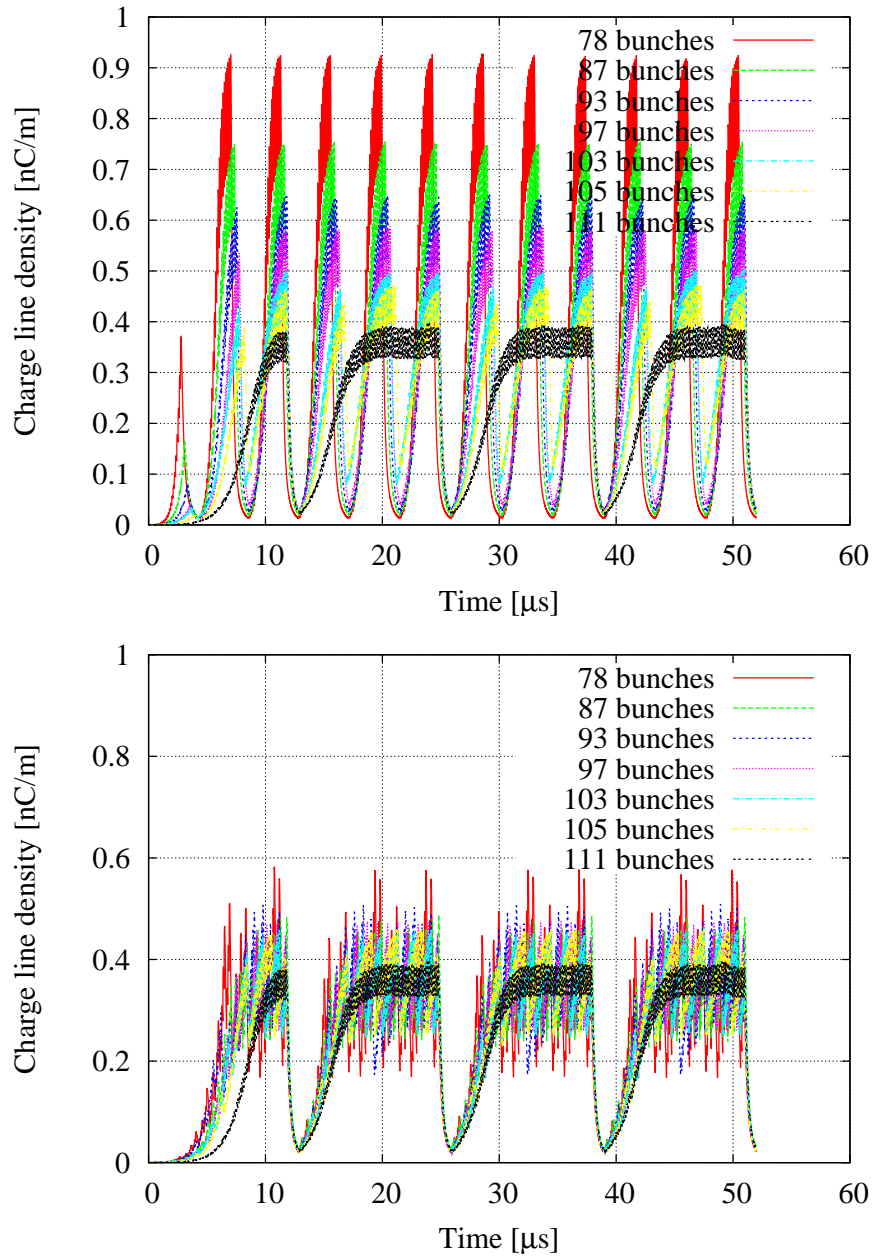 1
0.9
0.8
0.7
0.6
0.5
0.4
0.3
0.2
0.1
0
Charge line density [nC/m]
78 bunches
87 bunches
93 bunches
97 bunches
103 bunches
105 bunches
111 bunches
0 10 20 30 40 50 60
Time [μs]
1
0.8
0.6
0.4
0.2
0
Charge line density [nC/m]
78 bunches
87 bunches
93 bunches
97 bunches
103 bunches
105 bunches
111 bunches
0 10 20 30 40 50 60
Time [μs]